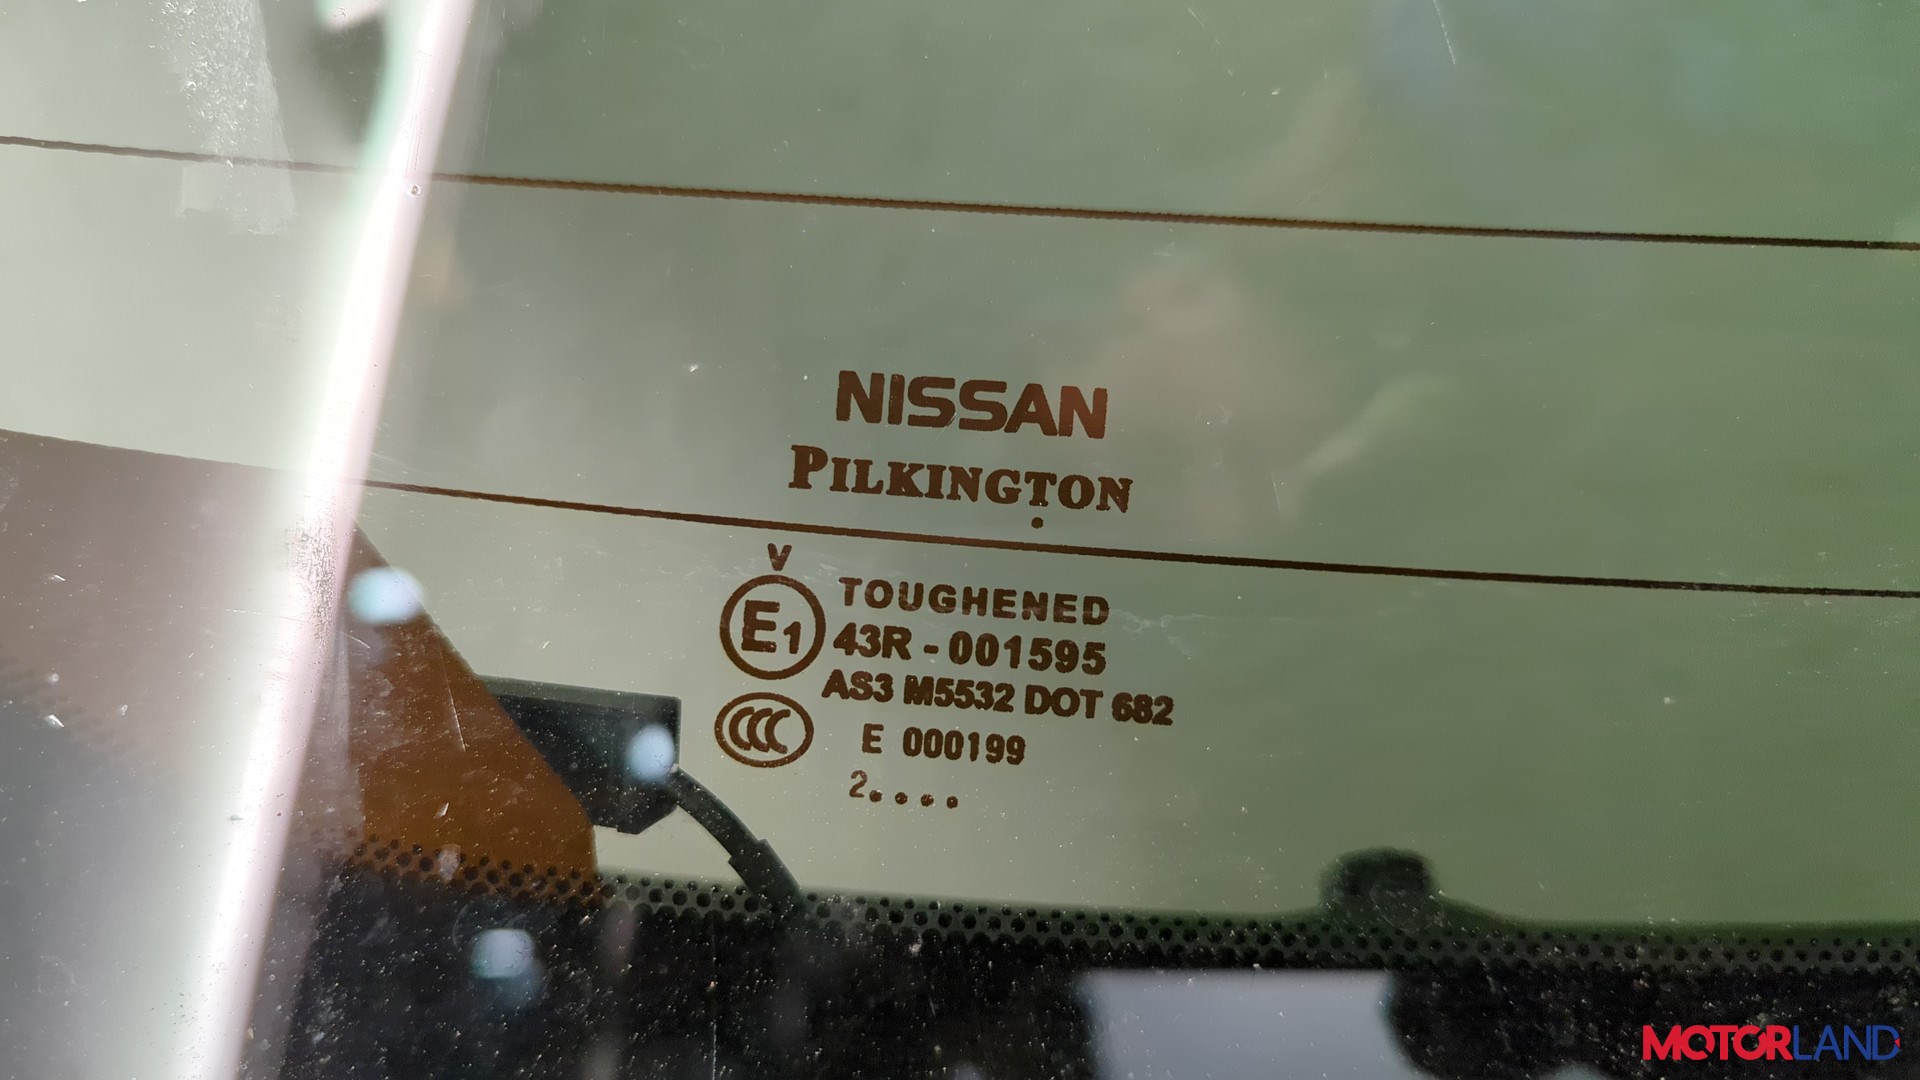 NISSAN
PILKINGTON
V
E1
TOUGHENED
43R - 001595
AS3 M5532 DOT 682
CCC
E 000199
2....
MOTORLAND